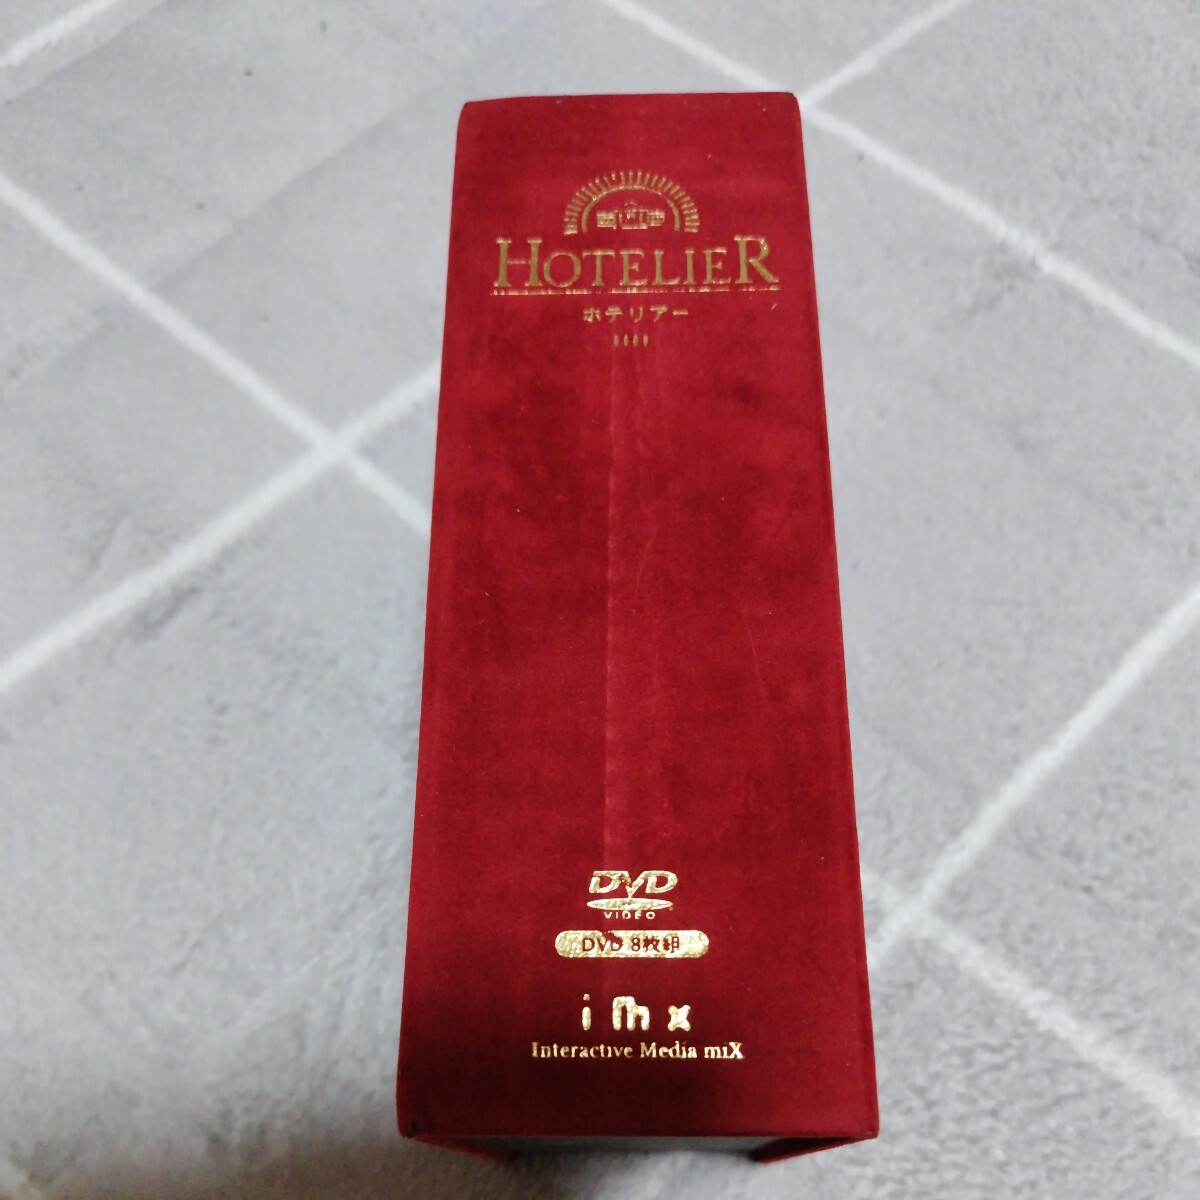 HOTELIER
ホテリアー
DVD
VIDEO
DVD 8枚組
imx
Interactive Media miX